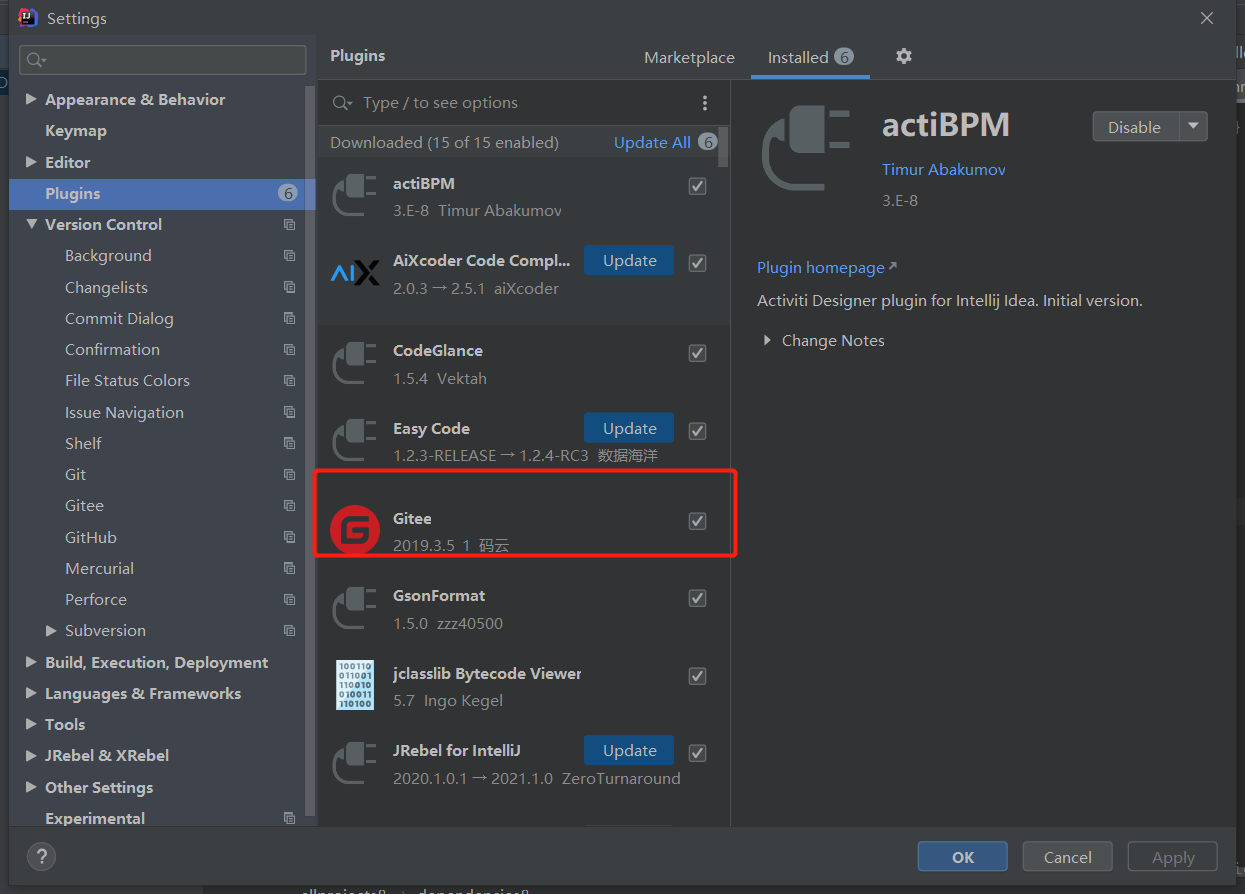 Settings
Plugins
Marketplace
Installed 6
Appearance & Behavior
Keymap
Editor
Plugins 6
Version Control
Background
Changelists
Commit Dialog
Confirmation
File Status Colors
Issue Navigation
Shelf
Git
Gitee
GitHub
Mercurial
Perforce
Subversion
Build, Execution, Deployment
Languages & Frameworks
Tools
JRebel & XRebel
Other Settings
Experimental
Type / to see options
Downloaded (15 of 15 enabled) Update All 6
actiBPM
3.E-8 Timur Abakumov
AiXcoder Code Compl... Update
2.0.3 → 2.5.1 aiXcoder
CodeGlance
1.5.4 Vektah
Easy Code Update
1.2.3-RELEASE → 1.2.4-RC3 数据海洋
Gitee
2019.3.5 1 码云
GsonFormat
1.5.0 zzz40500
jclasslib Bytecode Viewer
5.7 Ingo Kegel
JRebel for IntelliJ Update
2020.1.0.1 → 2021.1.0 ZeroTurnaround
actiBPM
Disable
Timur Abakumov
3.E-8
Plugin homepage
Activiti Designer plugin for Intellij Idea. Initial version.
Change Notes
?
OK
Cancel
Apply